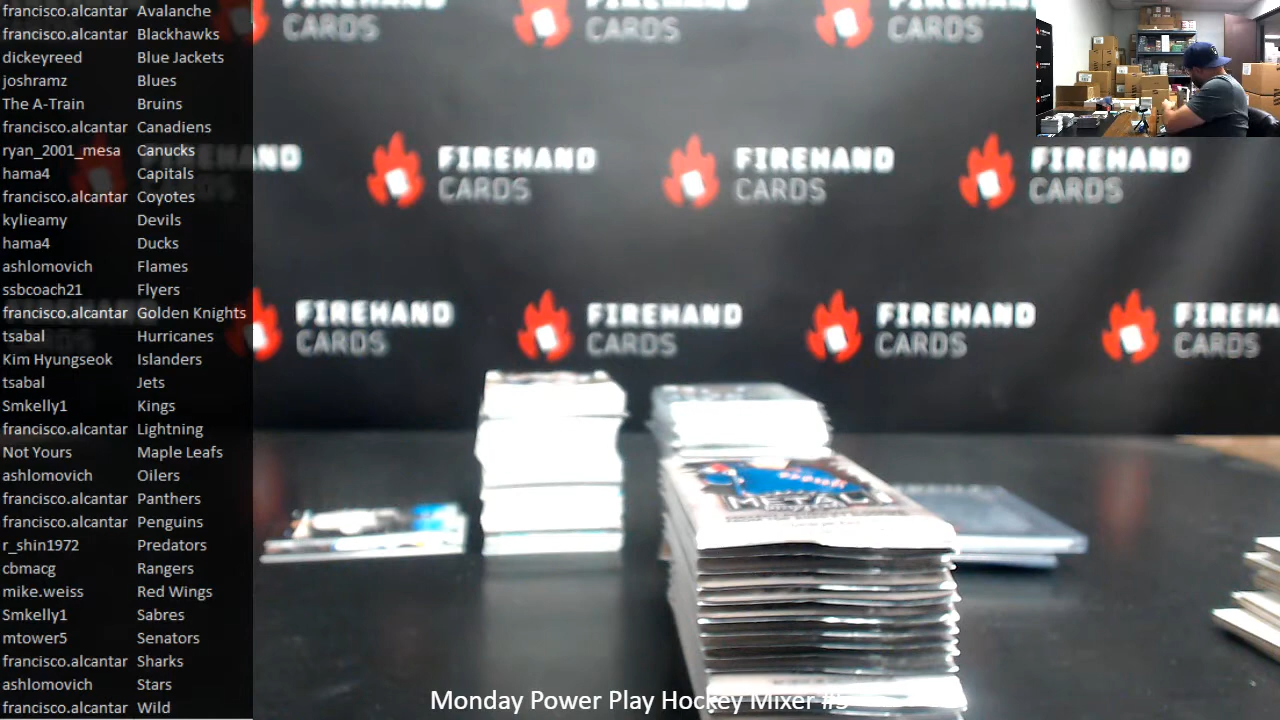 francisco.alcantar Avalanche
francisco.alcantar Blackhawks
dickeyreed Blue Jackets
joshramz Blues
The A-Train Bruins
francisco.alcantar Canadiens
ryan_2001_mesa Canucks
hama4 Capitals
francisco.alcantar Coyotes
kylieamy Devils
hama4 Ducks
ashlomovich Flames
ssbcoach21 Flyers
francisco.alcantar Golden Knights
tsabal Hurricanes
Kim Hyungseok Islanders
tsabal Jets
Smkelly1 Kings
francisco.alcantar Lightning
Not Yours Maple Leafs
ashlomovich Oilers
francisco.alcantar Panthers
francisco.alcantar Penguins
r_shin1972 Predators
cbmacg Rangers
mike.weiss Red Wings
Smkelly1 Sabres
mtower5 Senators
francisco.alcantar Sharks
ashlomovich Stars
francisco.alcantar Wild
CARDS CARDS CARDS
FIREHAND FIREHAND FIREHAND
CARDS CARDS CARDS
FIREHAND FIREHAND FIREHAND FIREHA
CARDS CARDS CARDS CARDS
METAL
Monday Power Play Hockey Mixer